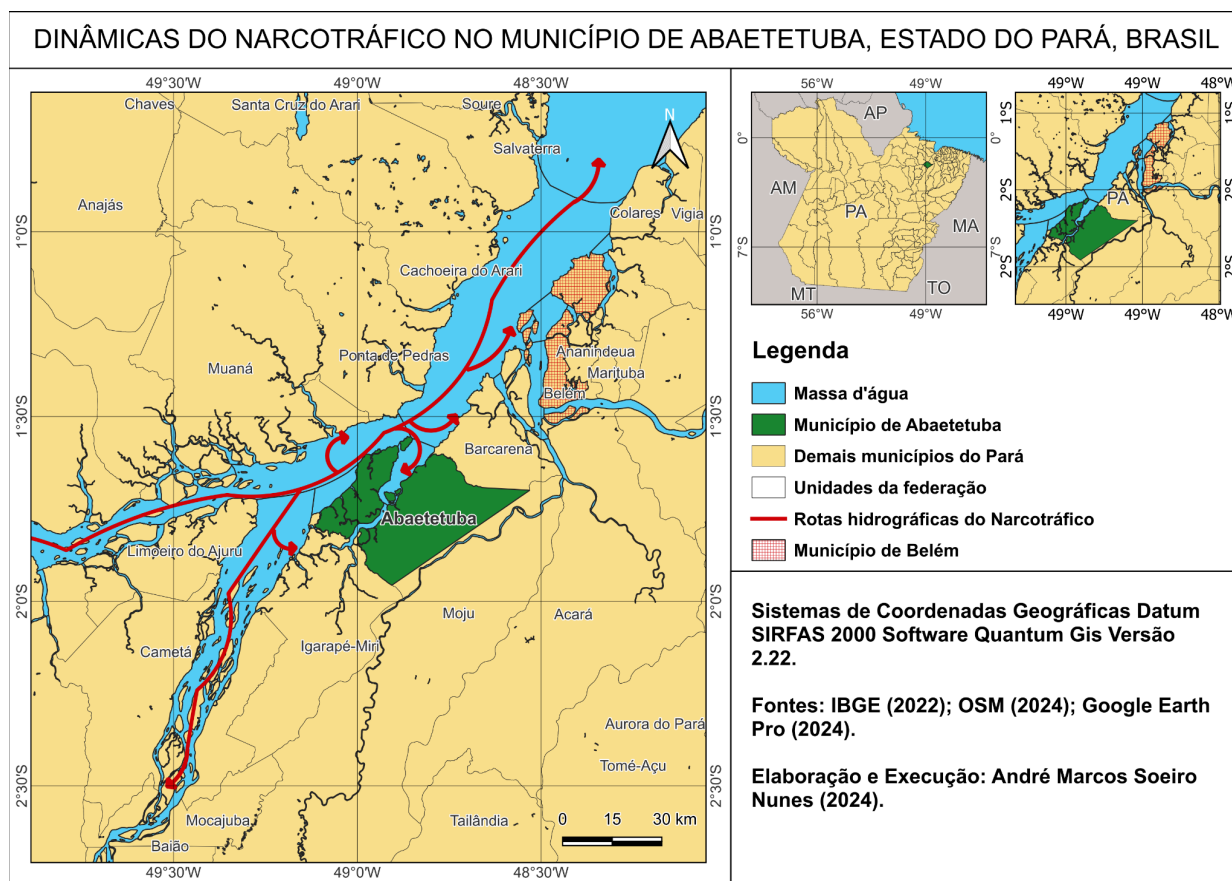 DINÂMICAS DO NARCOTRÁFICO NO MUNICÍPIO DE ABAETETUBA, ESTADO DO PARÁ, BRASIL
49°30'W 49°0'W 48°30'W
Chaves
Santa Cruz do Arari
Soure
N
Salvaterra
Anajás
Colares
Vigia
1°0'S
1°0'S
Cachoeira do Arari
Ponta de Pedras
Muaná
Ananindeua
Marituba
Belém
1°30'S
1°30'S
Barcarena
Abaetetuba
Limoeiro do Ajurú
2°0'S
2°0'S
Moju
Acará
Igarapé-Miri
Cametá
Aurora do Pará
Tomé-Açu
2°30'S
2°30'S
Mocajuba
Tailândia
Baião
0 15 30 km
49°30'W 49°0'W 48°30'W
56°W 49°W
AP
0°
0°
AM
PA
MA
7°S
7°S
MT
TO
56°W 49°W
49°W 49°W 48°W
1°S
1°S
2°S
2°S
PA
2°S
2°S
49°W 49°W 48°W
Legenda
Massa d'água
Município de Abaetetuba
Demais municípios do Pará
Unidades da federação
Rotas hidrográficas do Narcotráfico
Município de Belém
Sistemas de Coordenadas Geográficas Datum
SIRFAS 2000 Software Quantum Gis Versão
2.22.
Fontes: IBGE (2022); OSM (2024); Google Earth
Pro (2024).
Elaboração e Execução: André Marcos Soeiro
Nunes (2024).